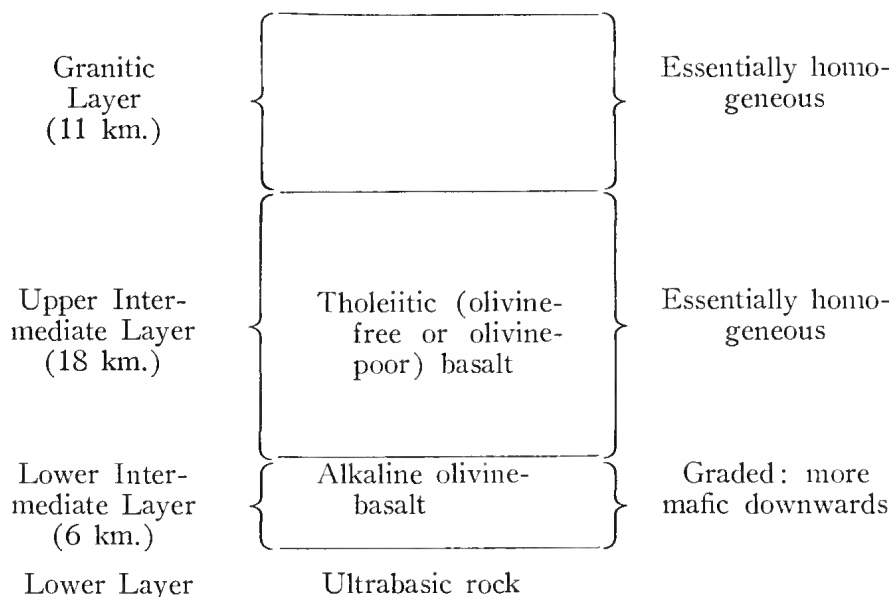 Granitic
Layer
(11 km.)
Essentially homo-
geneous
Upper Inter-
mediate Layer
(18 km.)
Tholeiitic (olivine-
free or olivine-
poor) basalt
Essentially homo-
geneous
Lower Inter-
mediate Layer
(6 km.)
Alkaline olivine-
basalt
Graded: more
mafic downwards
Lower Layer
Ultrabasic rock